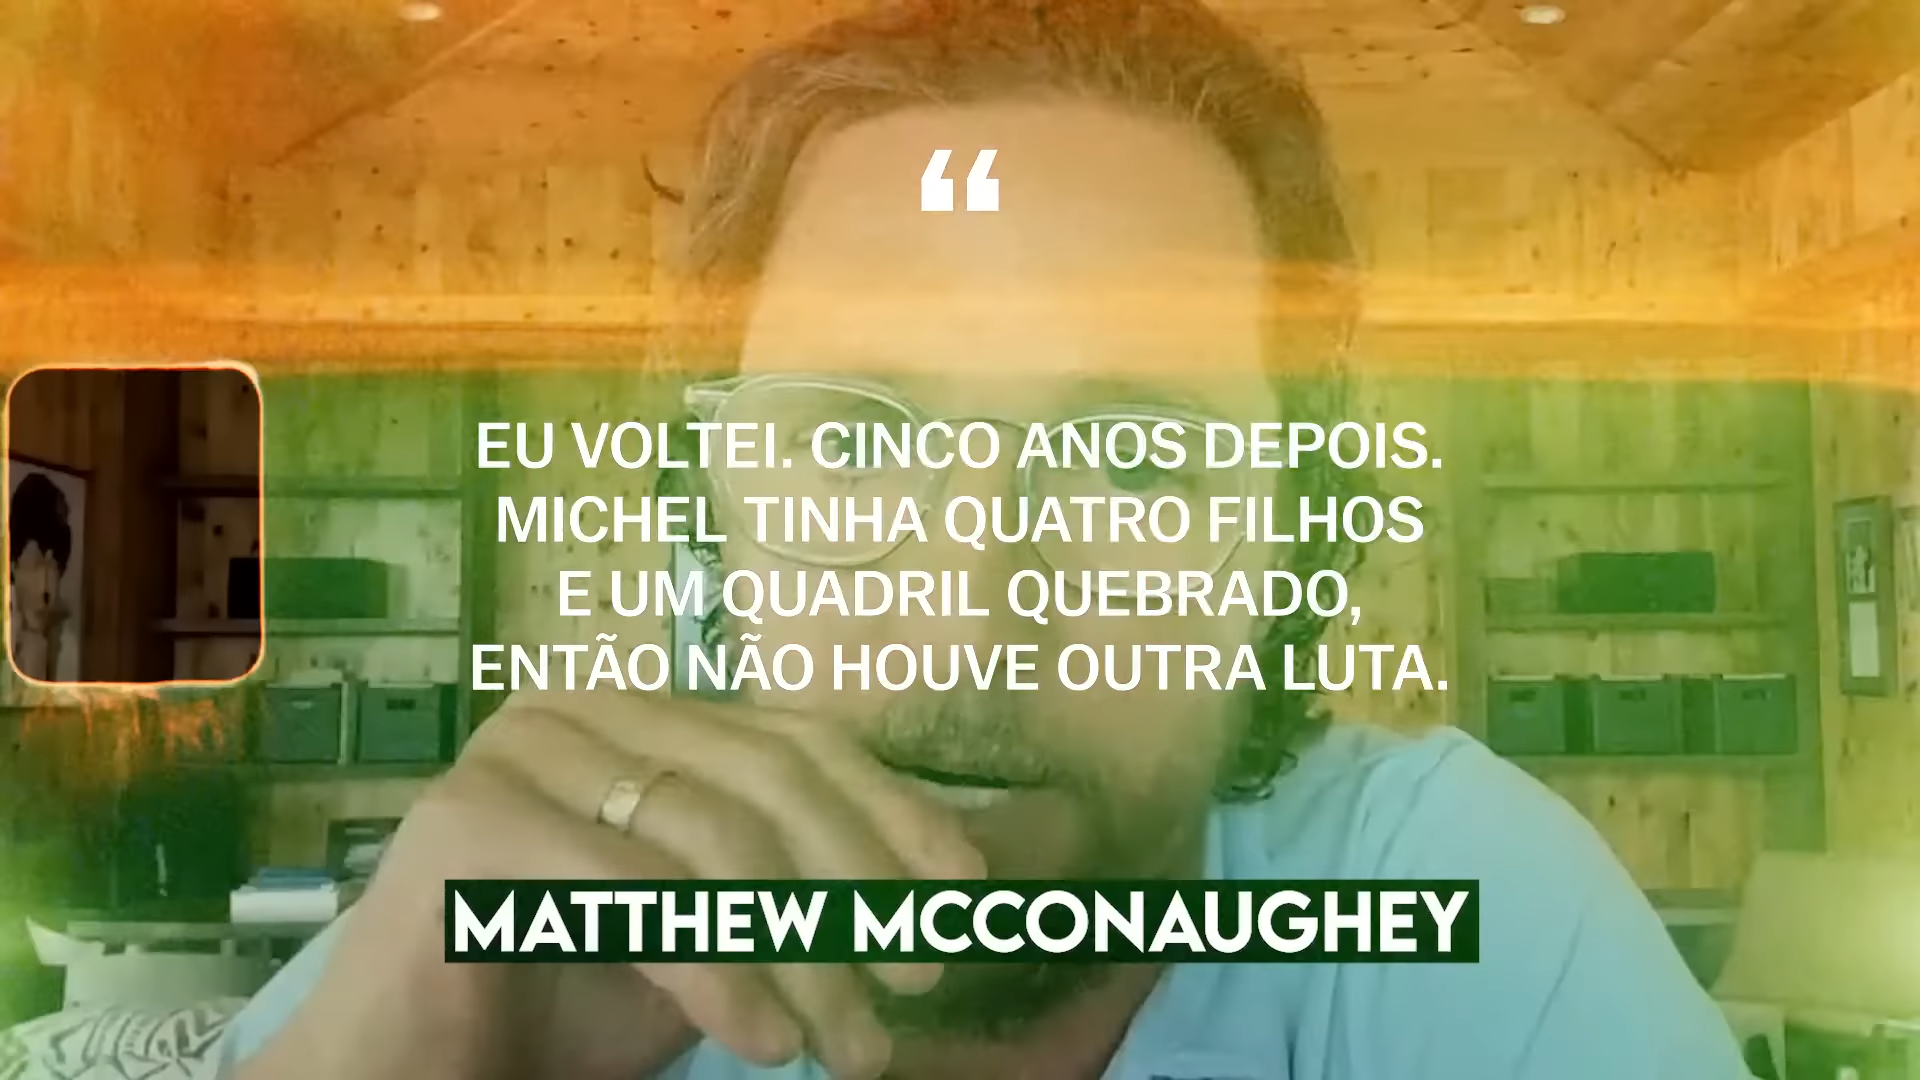 “
EU VOLTEI. CINCO ANOS DEPOIS.
MICHEL TINHA QUATRO FILHOS
E UM QUADRIL QUEBRADO,
ENTÃO NÃO HOUVE OUTRA LUTA.
MATTHEW MCCONAUGHEY